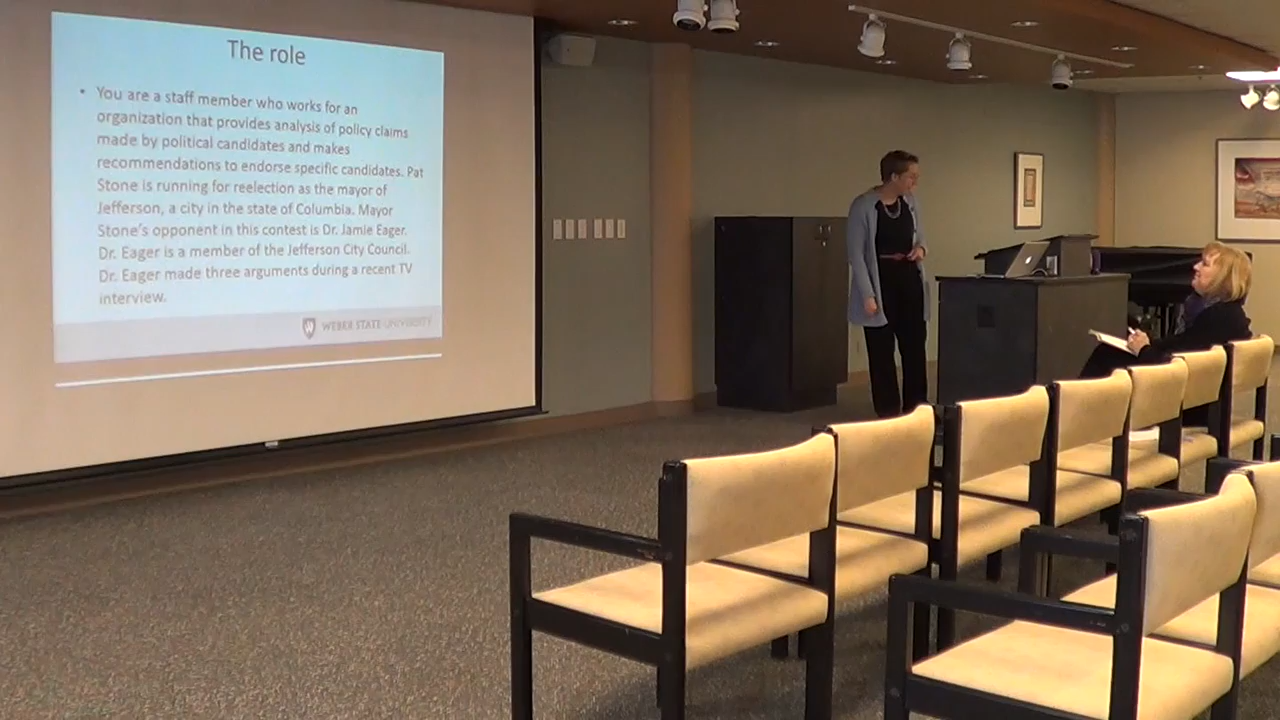 The role
• You are a staff member who works for an
organization that provides analysis of policy claims
made by political candidates and makes
recommendations to endorse specific candidates. Pat
Stone is running for reelection as the mayor of
Jefferson, a city in the state of Columbia. Mayor
Stone's opponent in this contest is Dr. Jamie Eager.
Dr. Eager is a member of the Jefferson City Council.
Dr. Eager made three arguments during a recent TV
interview.
WEBER STATE UNIVERSITY